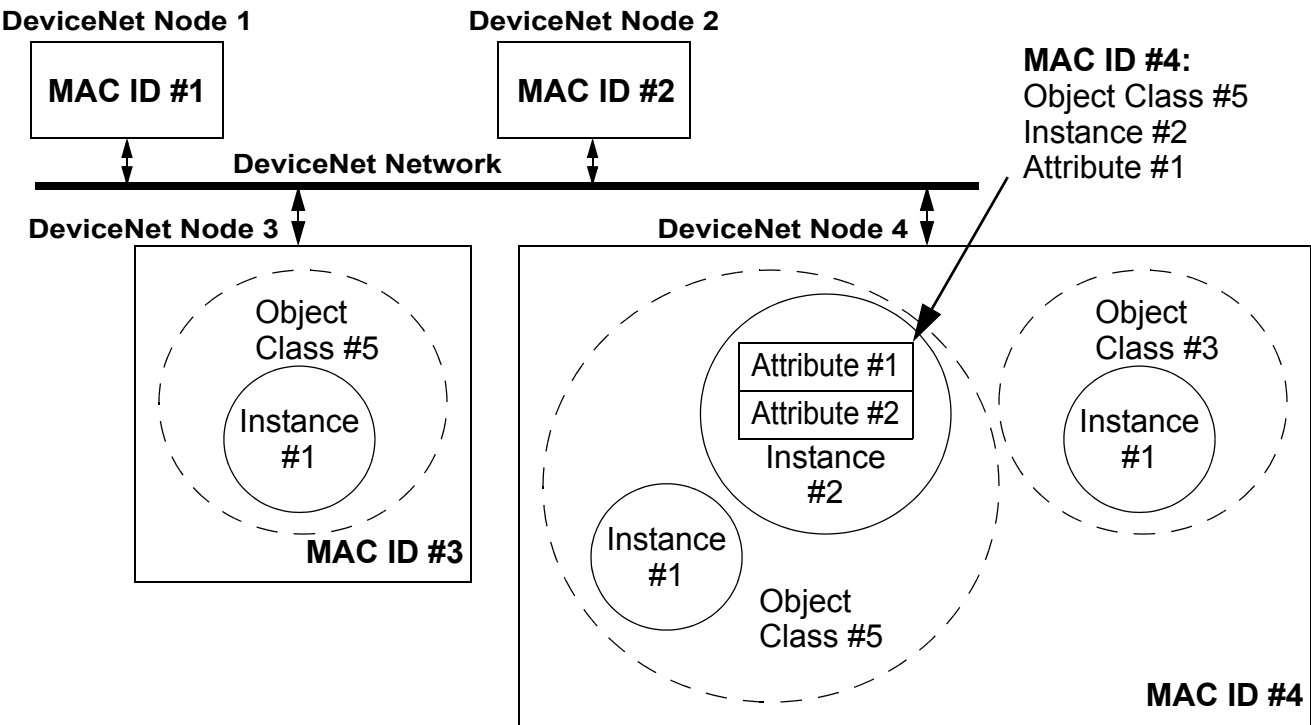 DeviceNet Node 1
DeviceNet Node 2
MAC ID #1
MAC ID #2
MAC ID #4:
Object Class #5
Instance #2
Attribute #1
DeviceNet Network
DeviceNet Node 3
DeviceNet Node 4
Object
Class #5
Instance
#1
MAC ID #3
Attribute #1
Attribute #2
Instance
#2
Instance
#1
Object
Class #5
Object
Class #3
Instance
#1
MAC ID #4